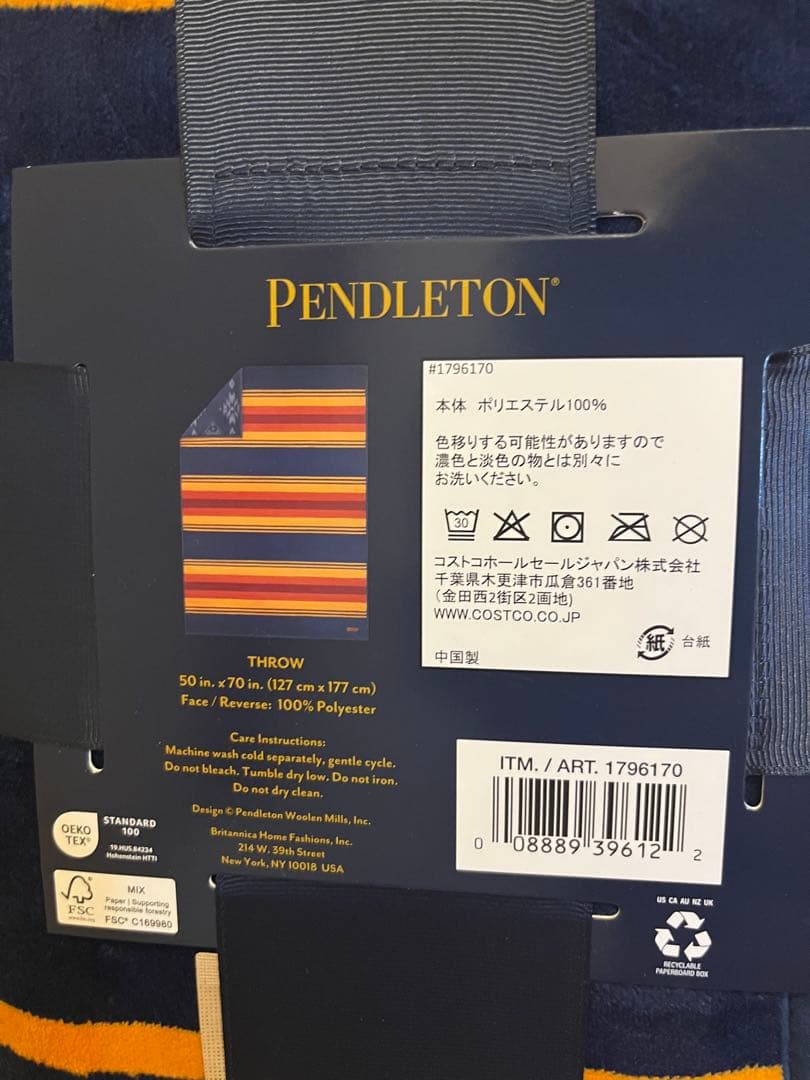 PENDLETON®
THROW
50 in. x 70 in. (127 cm x 177 cm)
Face / Reverse: 100% Polyester
Care Instructions:
Machine wash cold separately, gentle cycle.
Do not bleach. Tumble dry low. Do not iron.
Do not dry clean.
Design © Pendleton Woolen Mills, Inc.
Britannica Home Fashions, Inc.
214 W. 39th Street
New York, NY 10018 USA
#1796170
本体 ポリエステル100%
色移りする可能性がありますので
濃色と淡色の物とは別々に
お洗いください。
30
コストコホールセールジャパン株式会社
千葉県木更津市瓜倉361番地
(金田西2街区2画地)
WWW.COSTCO.CO.JP
紙 台紙
中国製
ITM. / ART. 1796170
0 08889 39612 2
OEKO
TEX®
STANDARD
100
19.HUS.84234
Hohenstein HTTI
FSC
MIX
Paper | Supporting
responsible forestry
FSC® C169980
US CA AU NZ UK
RECYCLABLE
PAPERBOARD BOX